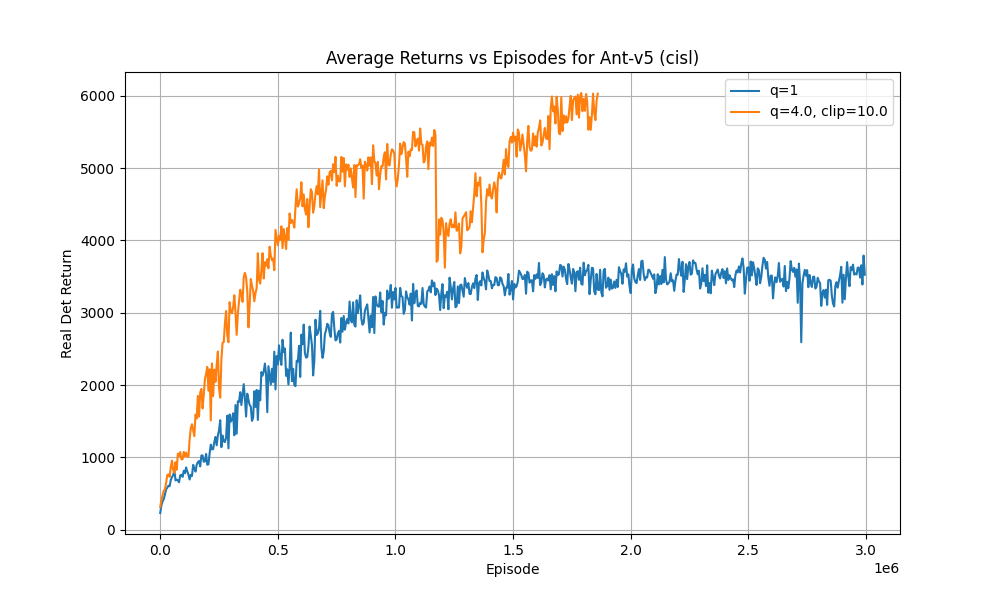 Average Returns vs Episodes for Ant-v5 (cisl)
q=1
q=4.0, clip=10.0
Real Det Return
6000
5000
4000
3000
2000
1000
0
0.0 0.5 1.0 1.5 2.0 2.5 3.0
1e6
Episode